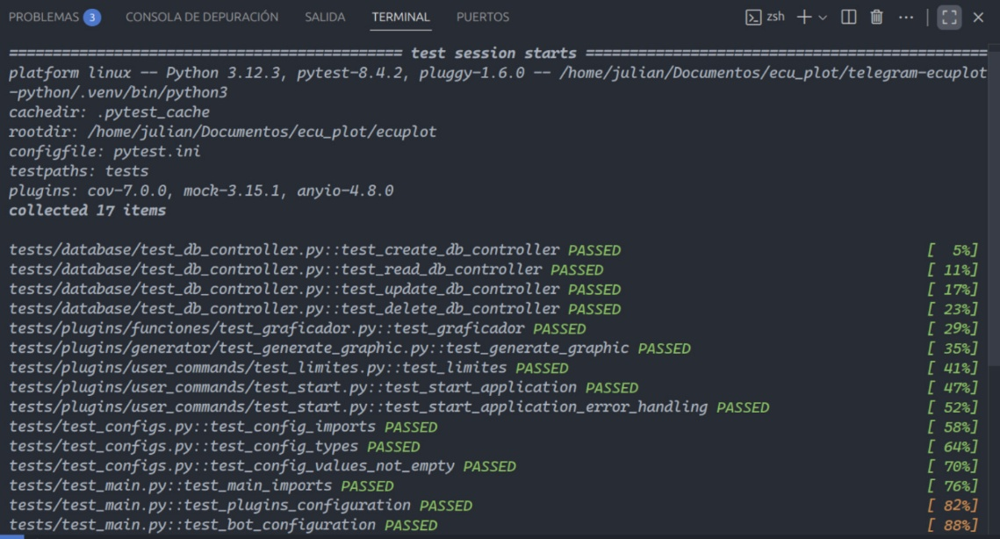 PROBLEMAS 3 CONSOLA DE DEPURACIÓN SALIDA TERMINAL PUERTOS zsh
============================================= test session starts ==============================================
platform linux -- Python 3.12.3, pytest-8.4.2, pluggy-1.6.0 -- /home/julian/Documentos/ecu_plot/telegram-ecuplot
-python/.venv/bin/python3
cachedir: .pytest_cache
rootdir: /home/julian/Documentos/ecu_plot/ecuplot
configfile: pytest.ini
testpaths: tests
plugins: cov-7.0.0, mock-3.15.1, anyio-4.8.0
collected 17 items
tests/database/test_db_controller.py::test_create_db_controller PASSED [  5%]
tests/database/test_db_controller.py::test_read_db_controller PASSED [ 11%]
tests/database/test_db_controller.py::test_update_db_controller PASSED [ 17%]
tests/database/test_db_controller.py::test_delete_db_controller PASSED [ 23%]
tests/plugins/funciones/test_graficador.py::test_graficador PASSED [ 29%]
tests/plugins/generator/test_generate_graphic.py::test_generate_graphic PASSED [ 35%]
tests/plugins/user_commands/test_limites.py::test_limites PASSED [ 41%]
tests/plugins/user_commands/test_start.py::test_start_application PASSED [ 47%]
tests/plugins/user_commands/test_start.py::test_start_application_error_handling PASSED [ 52%]
tests/test_configs.py::test_config_imports PASSED [ 58%]
tests/test_configs.py::test_config_types PASSED [ 64%]
tests/test_configs.py::test_config_values_not_empty PASSED [ 70%]
tests/test_main.py::test_main_imports PASSED [ 76%]
tests/test_main.py::test_plugins_configuration PASSED [ 82%]
tests/test_main.py::test_bot_configuration PASSED [ 88%]